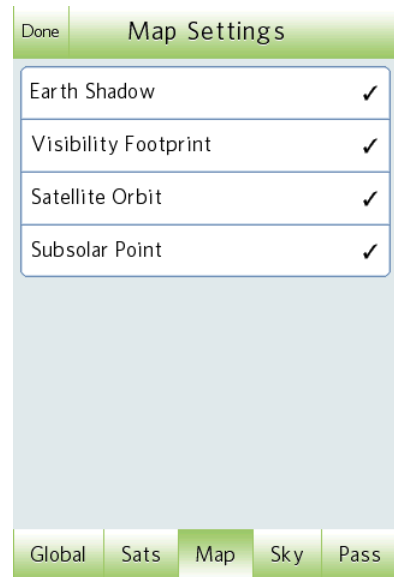 Done Map Settings
Earth Shadow ✓
Visibility Footprint ✓
Satellite Orbit ✓
Subsolar Point ✓
Global Sats Map Sky Pass